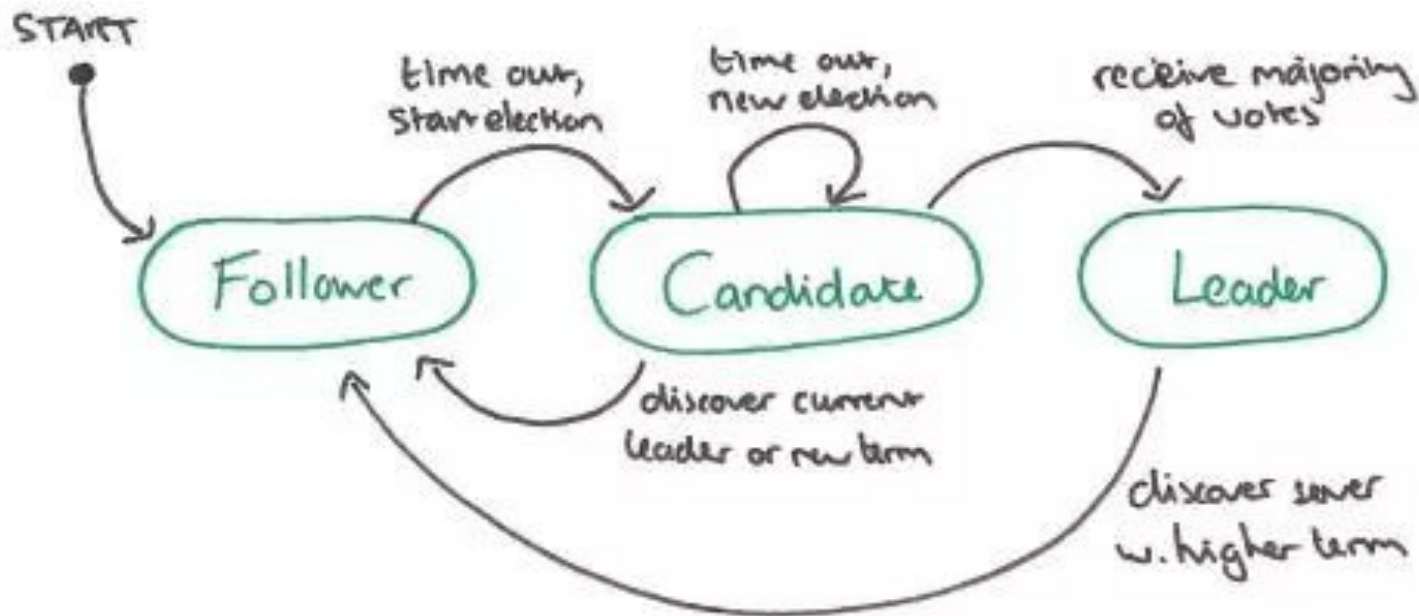 START
time out,
start election
time out,
new election
receive majority
of votes
Follower
Candidate
Leader
discover current
leader or new term
discover server
w. higher term